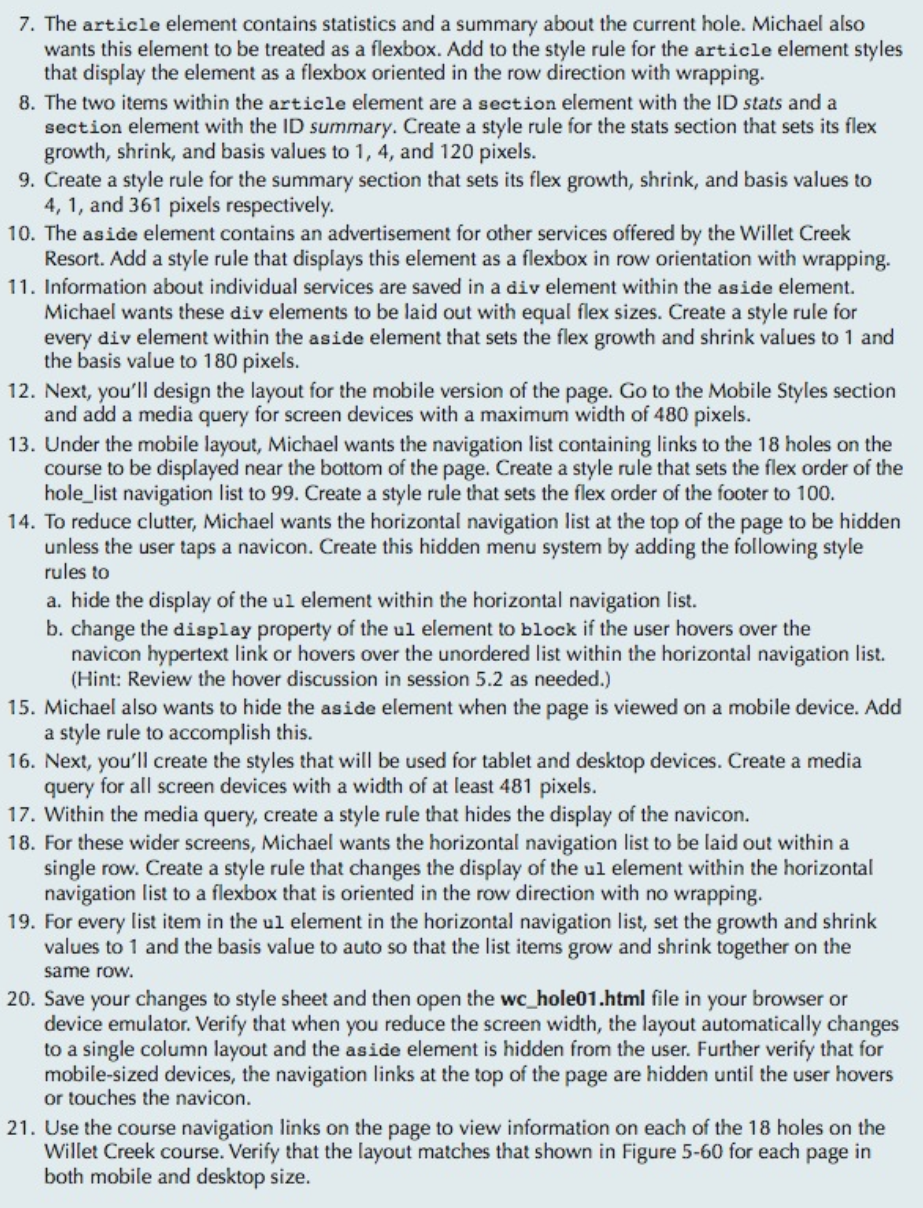 7. The article element contains statistics and a summary about the current hole. Michael also
wants this element to be treated as a flexbox. Add to the style rule for the article element styles
that display the element as a flexbox oriented in the row direction with wrapping.
8. The two items within the article element are a section element with the ID stats and a
section element with the ID summary. Create a style rule for the stats section that sets its flex
growth, shrink, and basis values to 1, 4, and 120 pixels.
9. Create a style rule for the summary section that sets its flex growth, shrink, and basis values to
4, 1, and 361 pixels respectively.
10. The aside element contains an advertisement for other services offered by the Willet Creek
Resort. Add a style rule that displays this element as a flexbox in row orientation with wrapping.
11. Information about individual services are saved in a div element within the aside element.
Michael wants these div elements to be laid out with equal flex sizes. Create a style rule for
every div element within the aside element that sets the flex growth and shrink values to 1 and
the basis value to 180 pixels.
12. Next, you'll design the layout for the mobile version of the page. Go to the Mobile Styles section
and add a media query for screen devices with a maximum width of 480 pixels.
13. Under the mobile layout, Michael wants the navigation list containing links to the 18 holes on the
course to be displayed near the bottom of the page. Create a style rule that sets the flex order of the
hole_list navigation list to 99. Create a style rule that sets the flex order of the footer to 100.
14. To reduce clutter, Michael wants the horizontal navigation list at the top of the page to be hidden
unless the user taps a navicon. Create this hidden menu system by adding the following style
rules to
a. hide the display of the ul element within the horizontal navigation list.
b. change the display property of the ul element to block if the user hovers over the
navicon hypertext link or hovers over the unordered list within the horizontal navigation list.
(Hint: Review the hover discussion in session 5.2 as needed.)
15. Michael also wants to hide the aside element when the page is viewed on a mobile device. Add
a style rule to accomplish this.
16. Next, you'll create the styles that will be used for tablet and desktop devices. Create a media
query for all screen devices with a width of at least 481 pixels.
17. Within the media query, create a style rule that hides the display of the navicon.
18. For these wider screens, Michael wants the horizontal navigation list to be laid out within a
single row. Create a style rule that changes the display of the ul element within the horizontal
navigation list to a flexbox that is oriented in the row direction with no wrapping.
19. For every list item in the ul element in the horizontal navigation list, set the growth and shrink
values to 1 and the basis value to auto so that the list items grow and shrink together on the
same row.
20. Save your changes to style sheet and then open the wc_hole01.html file in your browser or
device emulator. Verify that when you reduce the screen width, the layout automatically changes
to a single column layout and the aside element is hidden from the user. Further verify that for
mobile-sized devices, the navigation links at the top of the page are hidden until the user hovers
or touches the navicon.
21. Use the course navigation links on the page to view information on each of the 18 holes on the
Willet Creek course. Verify that the layout matches that shown in Figure 5-60 for each page in
both mobile and desktop size.